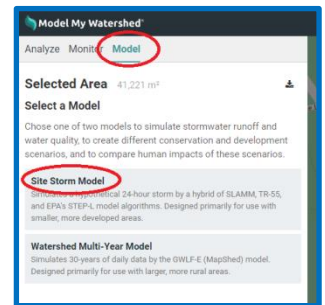 Model My Watershed®
Analyze Monitor Model
Selected Area 41,221 m²
Select a Model
Chose one of two models to simulate stormwater runoff and
water quality, to create different conservation and development
scenarios, and to compare human impacts of these scenarios.
Site Storm Model
Simulates a hypothetical 24-hour storm by a hybrid of SLAMM, TR-55,
and EPA's STEP-L model algorithms. Designed primarily for use with
smaller, more developed areas.
Watershed Multi-Year Model
Simulates 30-years of daily data by the GWLF-E (MapShed) model.
Designed primarily for use with larger, more rural areas.